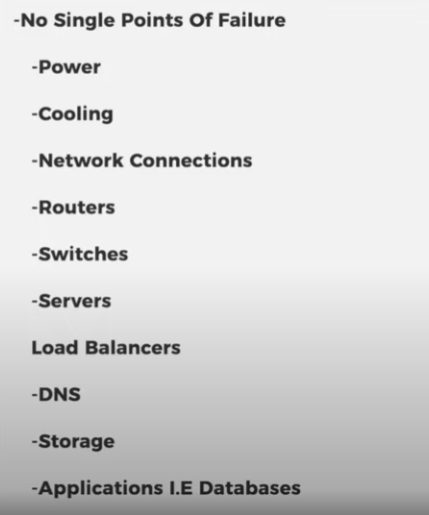 -No Single Points Of Failure
-Power
-Cooling
-Network Connections
-Routers
-Switches
-Servers
Load Balancers
-DNS
-Storage
-Applications I.E Databases